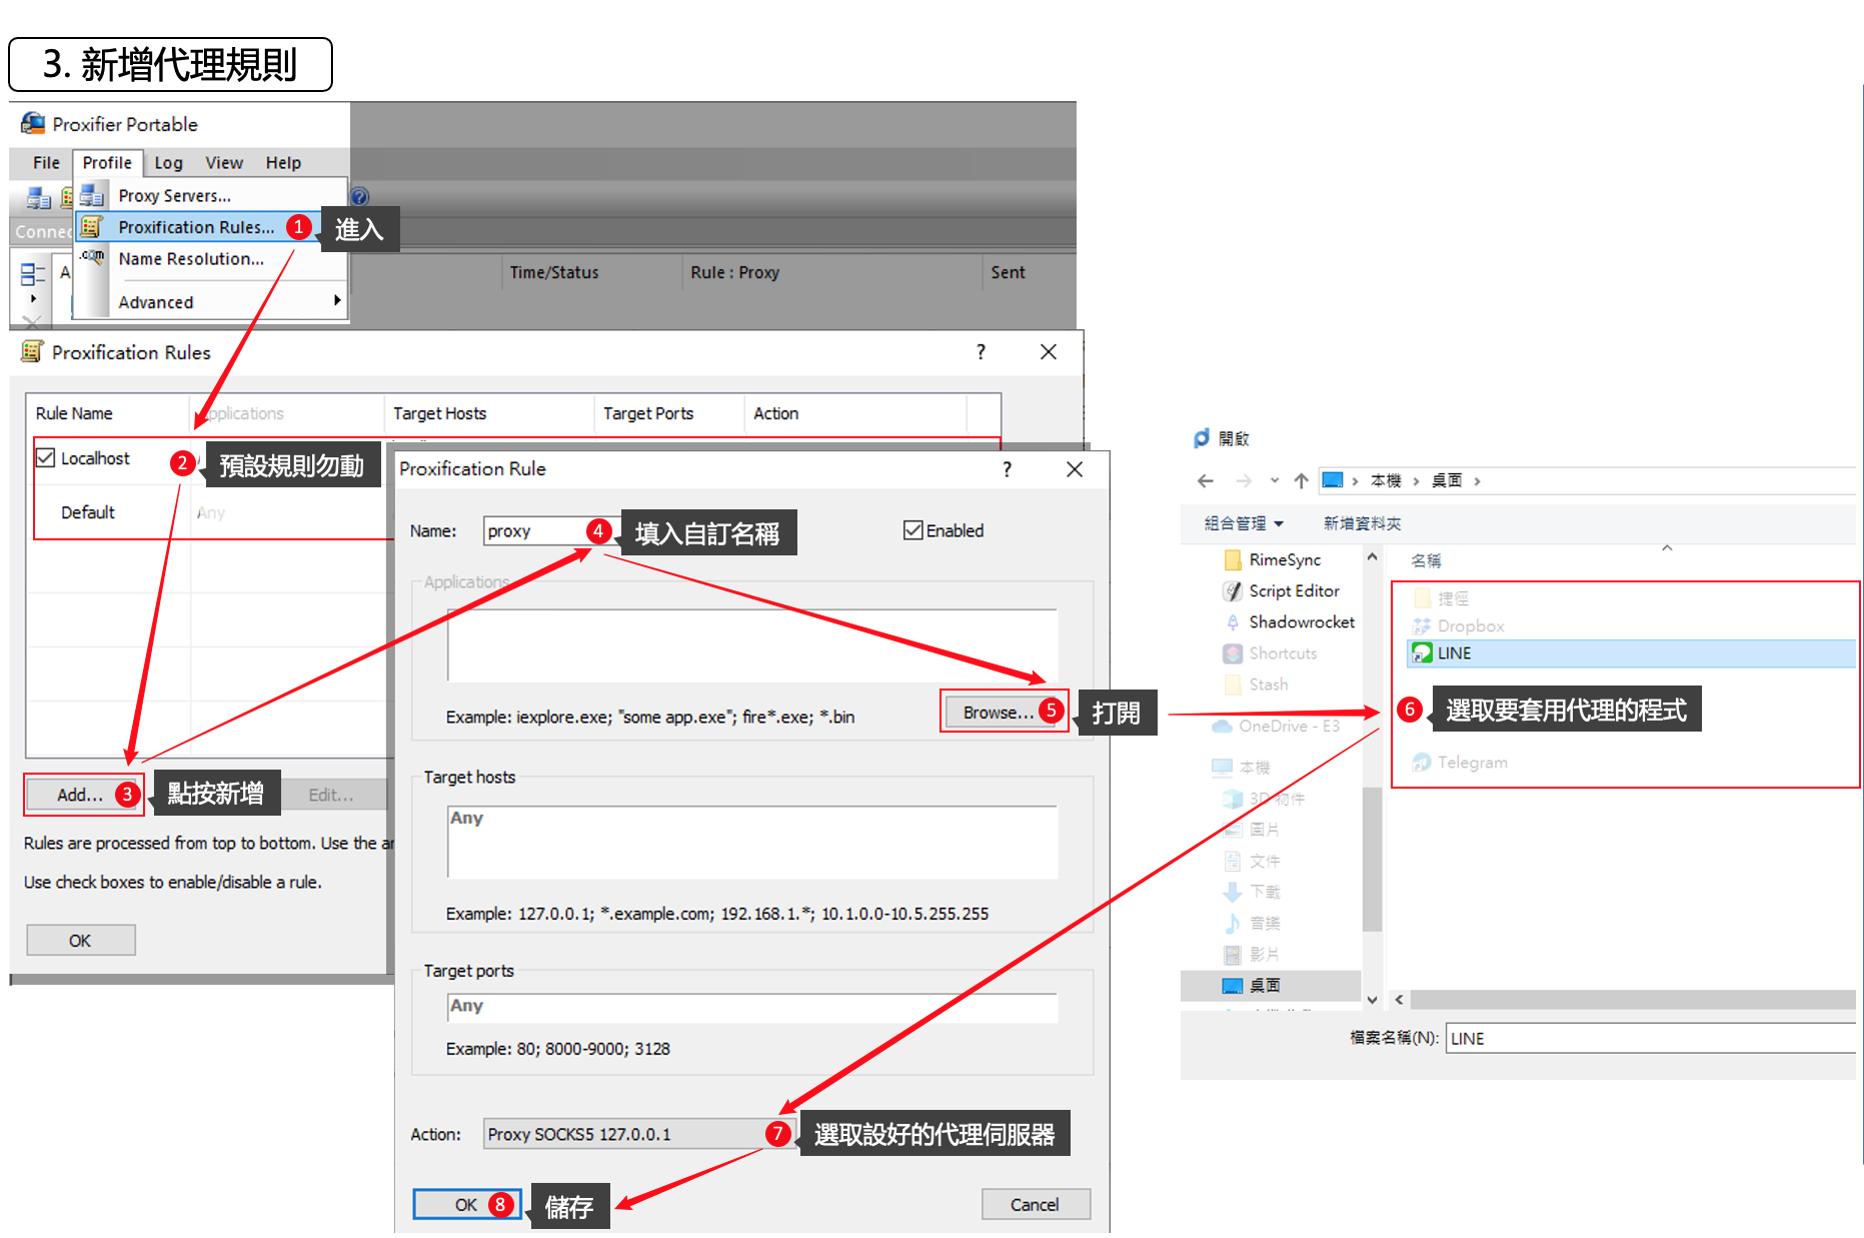 3. 新增代理規則
Proxifier Portable
File Profile Log View Help
Proxy Servers...
Proxification Rules... 1 進入
Connec
Name Resolution...
A
Time/Status Rule : Proxy Sent
Advanced
Proxification Rules ?
Rule Name Target Hosts Target Ports Action
Localhost 2 預設規則勿動
Default Any
Add... 3 點按新增 Edit...
Rules are processed from top to bottom. Use the ar
Use check boxes to enable/disable a rule.
OK
Proxification Rule ?
Name: proxy 4 填入自訂名稱 Enabled
Applications
Example: iexplore.exe; "some app.exe"; fire*.exe; *.bin
Browse... 5 打開
Target hosts
Any
Example: 127.0.0.1; *.example.com; 192.168.1.*; 10.1.0.0-10.5.255.255
Target ports
Any
Example: 80; 8000-9000; 3128
Action: Proxy SOCKS5 127.0.0.1 7 選取設好的代理伺服器
OK 8 儲存 Cancel
開啟
本機 桌面
組合管理 新增資料夾
RimeSync
Script Editor
Shadowrocket
Shortcuts
Stash
OneDrive - E3
本機
3D 物件
圖片
文件
下載
音樂
影片
桌面
名稱
捷徑
Dropbox
LINE
6 選取要套用代理的程式
Telegram
檔案名稱(N): LINE